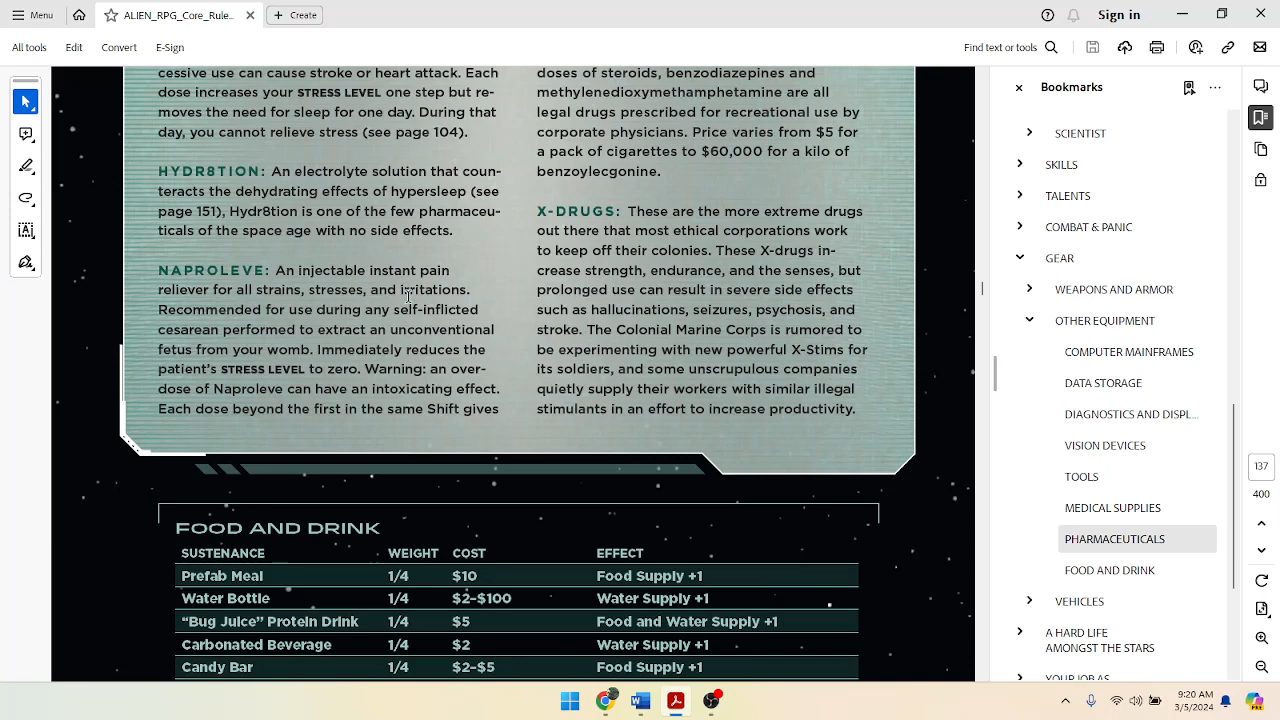 Menu
ALIEN_RPG_Core_Rule...
Create
Sign in
All tools
Edit
Convert
E-Sign
Find text or tools
cessive use can cause stroke or heart attack. Each
dose increases your STRESS LEVEL one step but re-
moves the need for sleep for one day. During that
day, you cannot relieve stress (see page 104).
HYDR8TION: An electrolyte solution that coun-
teracts the dehydrating effects of hypersleep (see
page 151), Hydr8tion is one of the few pharmaceu-
ticals of the space age with no side effects.
NAPROLEVE: An injectable instant pain
reliever for all strains, stresses, and irritations.
Recommended for use during any self-inflicted
cesarean performed to extract an unconventional
fetus from your womb. Immediately reduces the
patient's STRESS LEVEL to zero. Warning: an over-
dose of Naproleve can have an intoxicating effect.
Each dose beyond the first in the same Shift gives
doses of steroids, benzodiazepines and
methylenedioxymethamphetamine are all
legal drugs prescribed for recreational use by
corporate physicians. Price varies from $5 for
a pack of cigarettes to $60,000 for a kilo of
benzoylecgonine.
X-DRUGS: These are the more extreme drugs
out there that most ethical corporations work
to keep off their colonies. These X-drugs in-
crease strength, endurance, and the senses, but
prolonged use can result in severe side effects
such as hallucinations, seizures, psychosis, and
stroke. The Colonial Marine Corps is rumored to
be experimenting with new powerful X-Stims for
its soldiers, and some unscrupulous companies
quietly supply their workers with similar illegal
stimulants in an effort to increase productivity.
FOOD AND DRINK
SUSTENANCE WEIGHT COST EFFECT
Prefab Meal 1/4 $10 Food Supply +1
Water Bottle 1/4 $2–$100 Water Supply +1
“Bug Juice” Protein Drink 1/4 $5 Food and Water Supply +1
Carbonated Beverage 1/4 $2 Water Supply +1
Candy Bar 1/4 $2–$5 Food Supply +1
Bookmarks
SCIENTIST
SKILLS
TALENTS
COMBAT & PANIC
GEAR
WEAPONS AND ARMOR
OTHER EQUIPMENT
COMPUTER MAINFRAMES
DATA STORAGE
DIAGNOSTICS AND DISPL...
VISION DEVICES
TOOLS
MEDICAL SUPPLIES
PHARMACEUTICALS
FOOD AND DRINK
VEHICLES
A HARD LIFE
AMONGST THE STARS
YOUR JOB AS
137
400
9:20 AM
3/5/2024